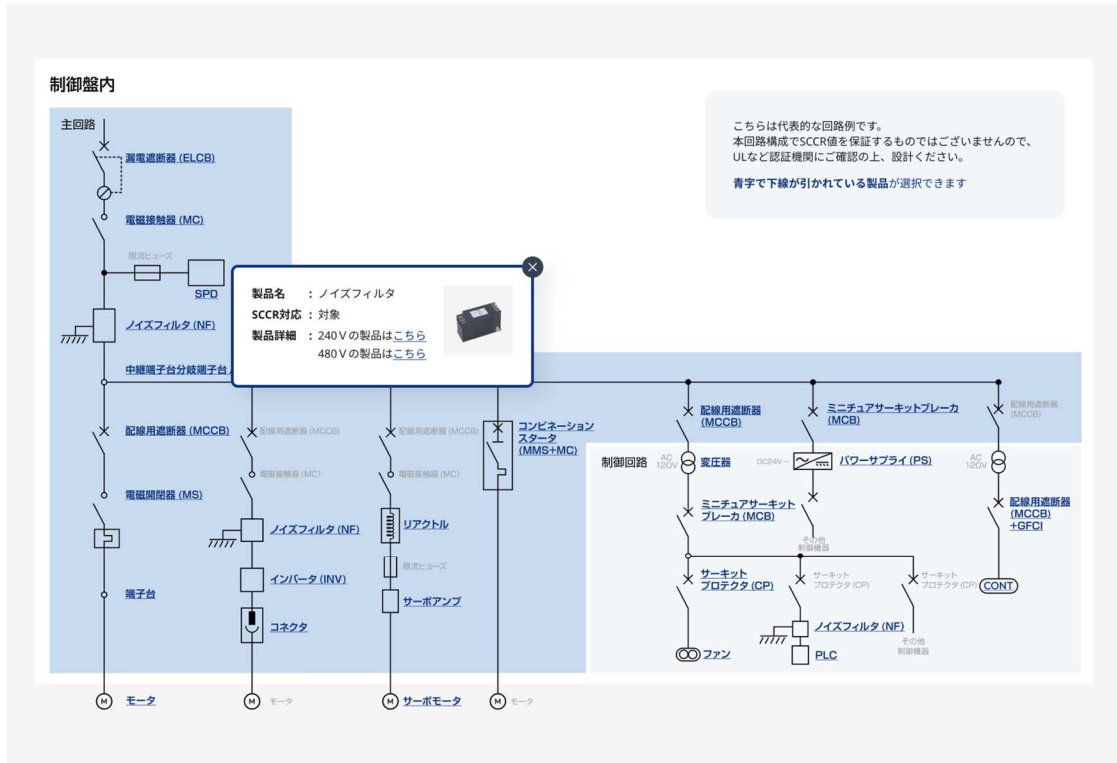 制御盤内
主回路
漏電遮断器 (ELCB)
電磁接触器 (MC)
限流ヒューズ
SPD
ノイズフィルタ (NF)
中継端子台分岐端子台
こちらは代表的な回路例です。
本回路構成でSCCR値を保証するものではございませんので、
ULなど認証機関にご確認の上、設計ください。
青字で下線が引かれている製品が選択できます
製品名 : ノイズフィルタ
SCCR対応 : 対象
製品詳細 : 240Vの製品はこちら
480Vの製品はこちら
配線用遮断器 (MCCB)
電磁開閉器 (MS)
端子台
モータ
配線用遮断器 (MCCB)
電磁接触器 (MC)
ノイズフィルタ (NF)
インバータ (INV)
コネクタ
M モータ
配線用遮断器 (MCCB)
電磁接触器 (MC)
リアクトル
限流ヒューズ
サーボアンプ
M サーボモータ
コンビネーション
スタータ
(MMS+MC)
M モータ
M
制御回路
配線用遮断器
(MCCB)
AC
120V
変圧器
ミニチュアサーキット
ブレーカ (MCB)
サーキット
プロテクタ (CP)
ファン
ミニチュアサーキットブレーカ
(MCB)
DC24V ~
パワーサプライ (PS)
その他
制御機器
サーキット
プロテクタ (CP)
ノイズフィルタ (NF)
PLC
サーキット
プロテクタ (CP)
その他
制御機器
配線用遮断器
(MCCB)
AC
120V
配線用遮断器
(MCCB)
+GFCI
CONT